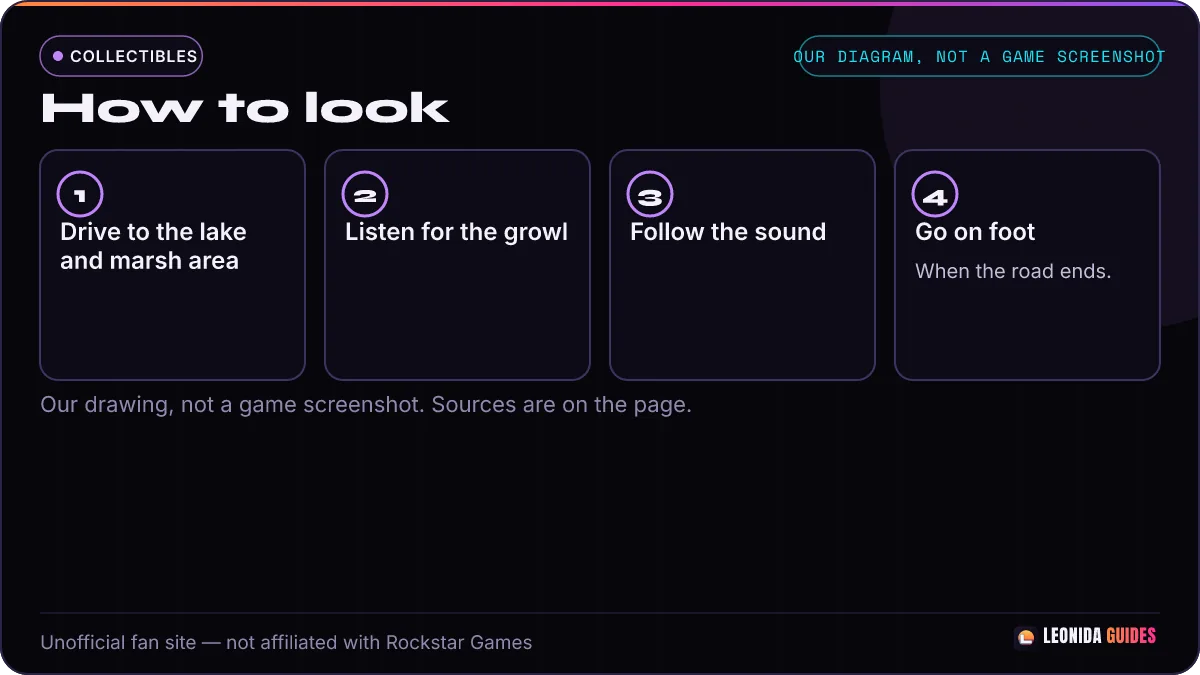 COLLECTIBLES
OUR DIAGRAM, NOT A GAME SCREENSHOT
How to look
1
Drive to the lake
and marsh area
2
Listen for the growl
3
Follow the sound
4
Go on foot
When the road ends.
Our drawing, not a game screenshot. Sources are on the page.
Unofficial fan site — not affiliated with Rockstar Games
LEONIDA GUIDES